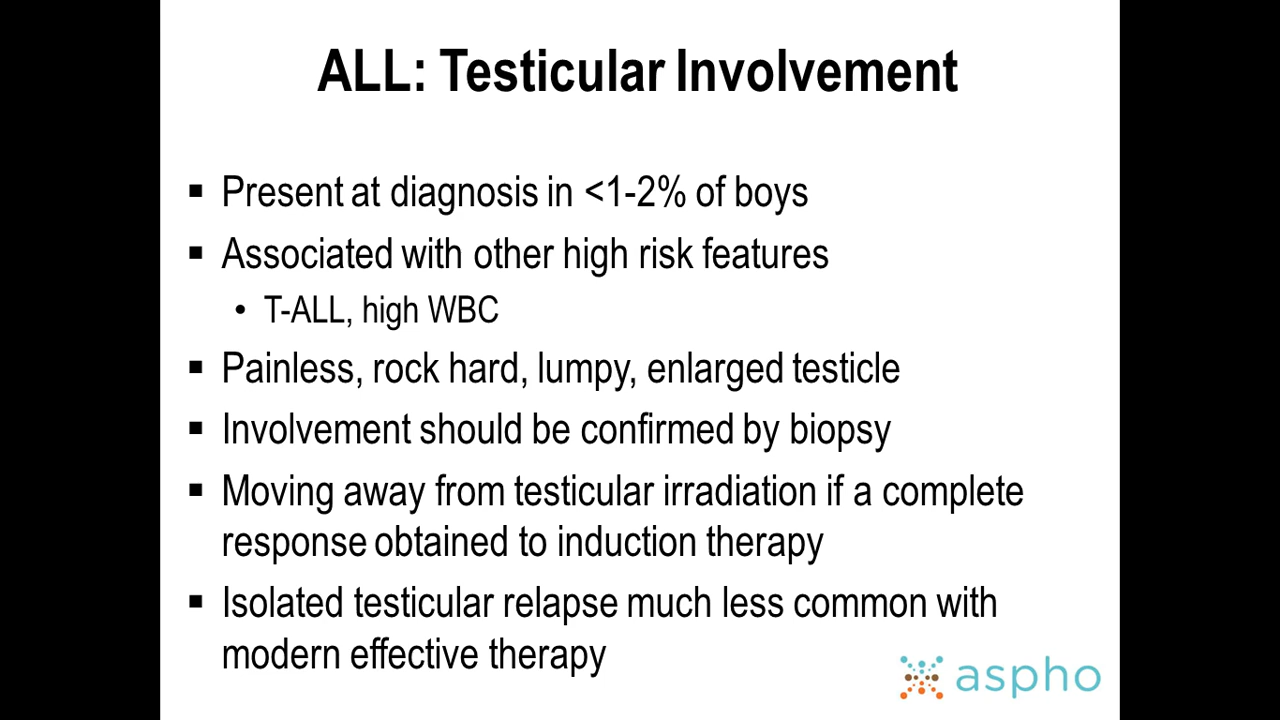 ALL: Testicular Involvement
▪ Present at diagnosis in <1-2% of boys
▪ Associated with other high risk features
• T-ALL, high WBC
▪ Painless, rock hard, lumpy, enlarged testicle
▪ Involvement should be confirmed by biopsy
▪ Moving away from testicular irradiation if a complete
response obtained to induction therapy
▪ Isolated testicular relapse much less common with
modern effective therapy
aspho